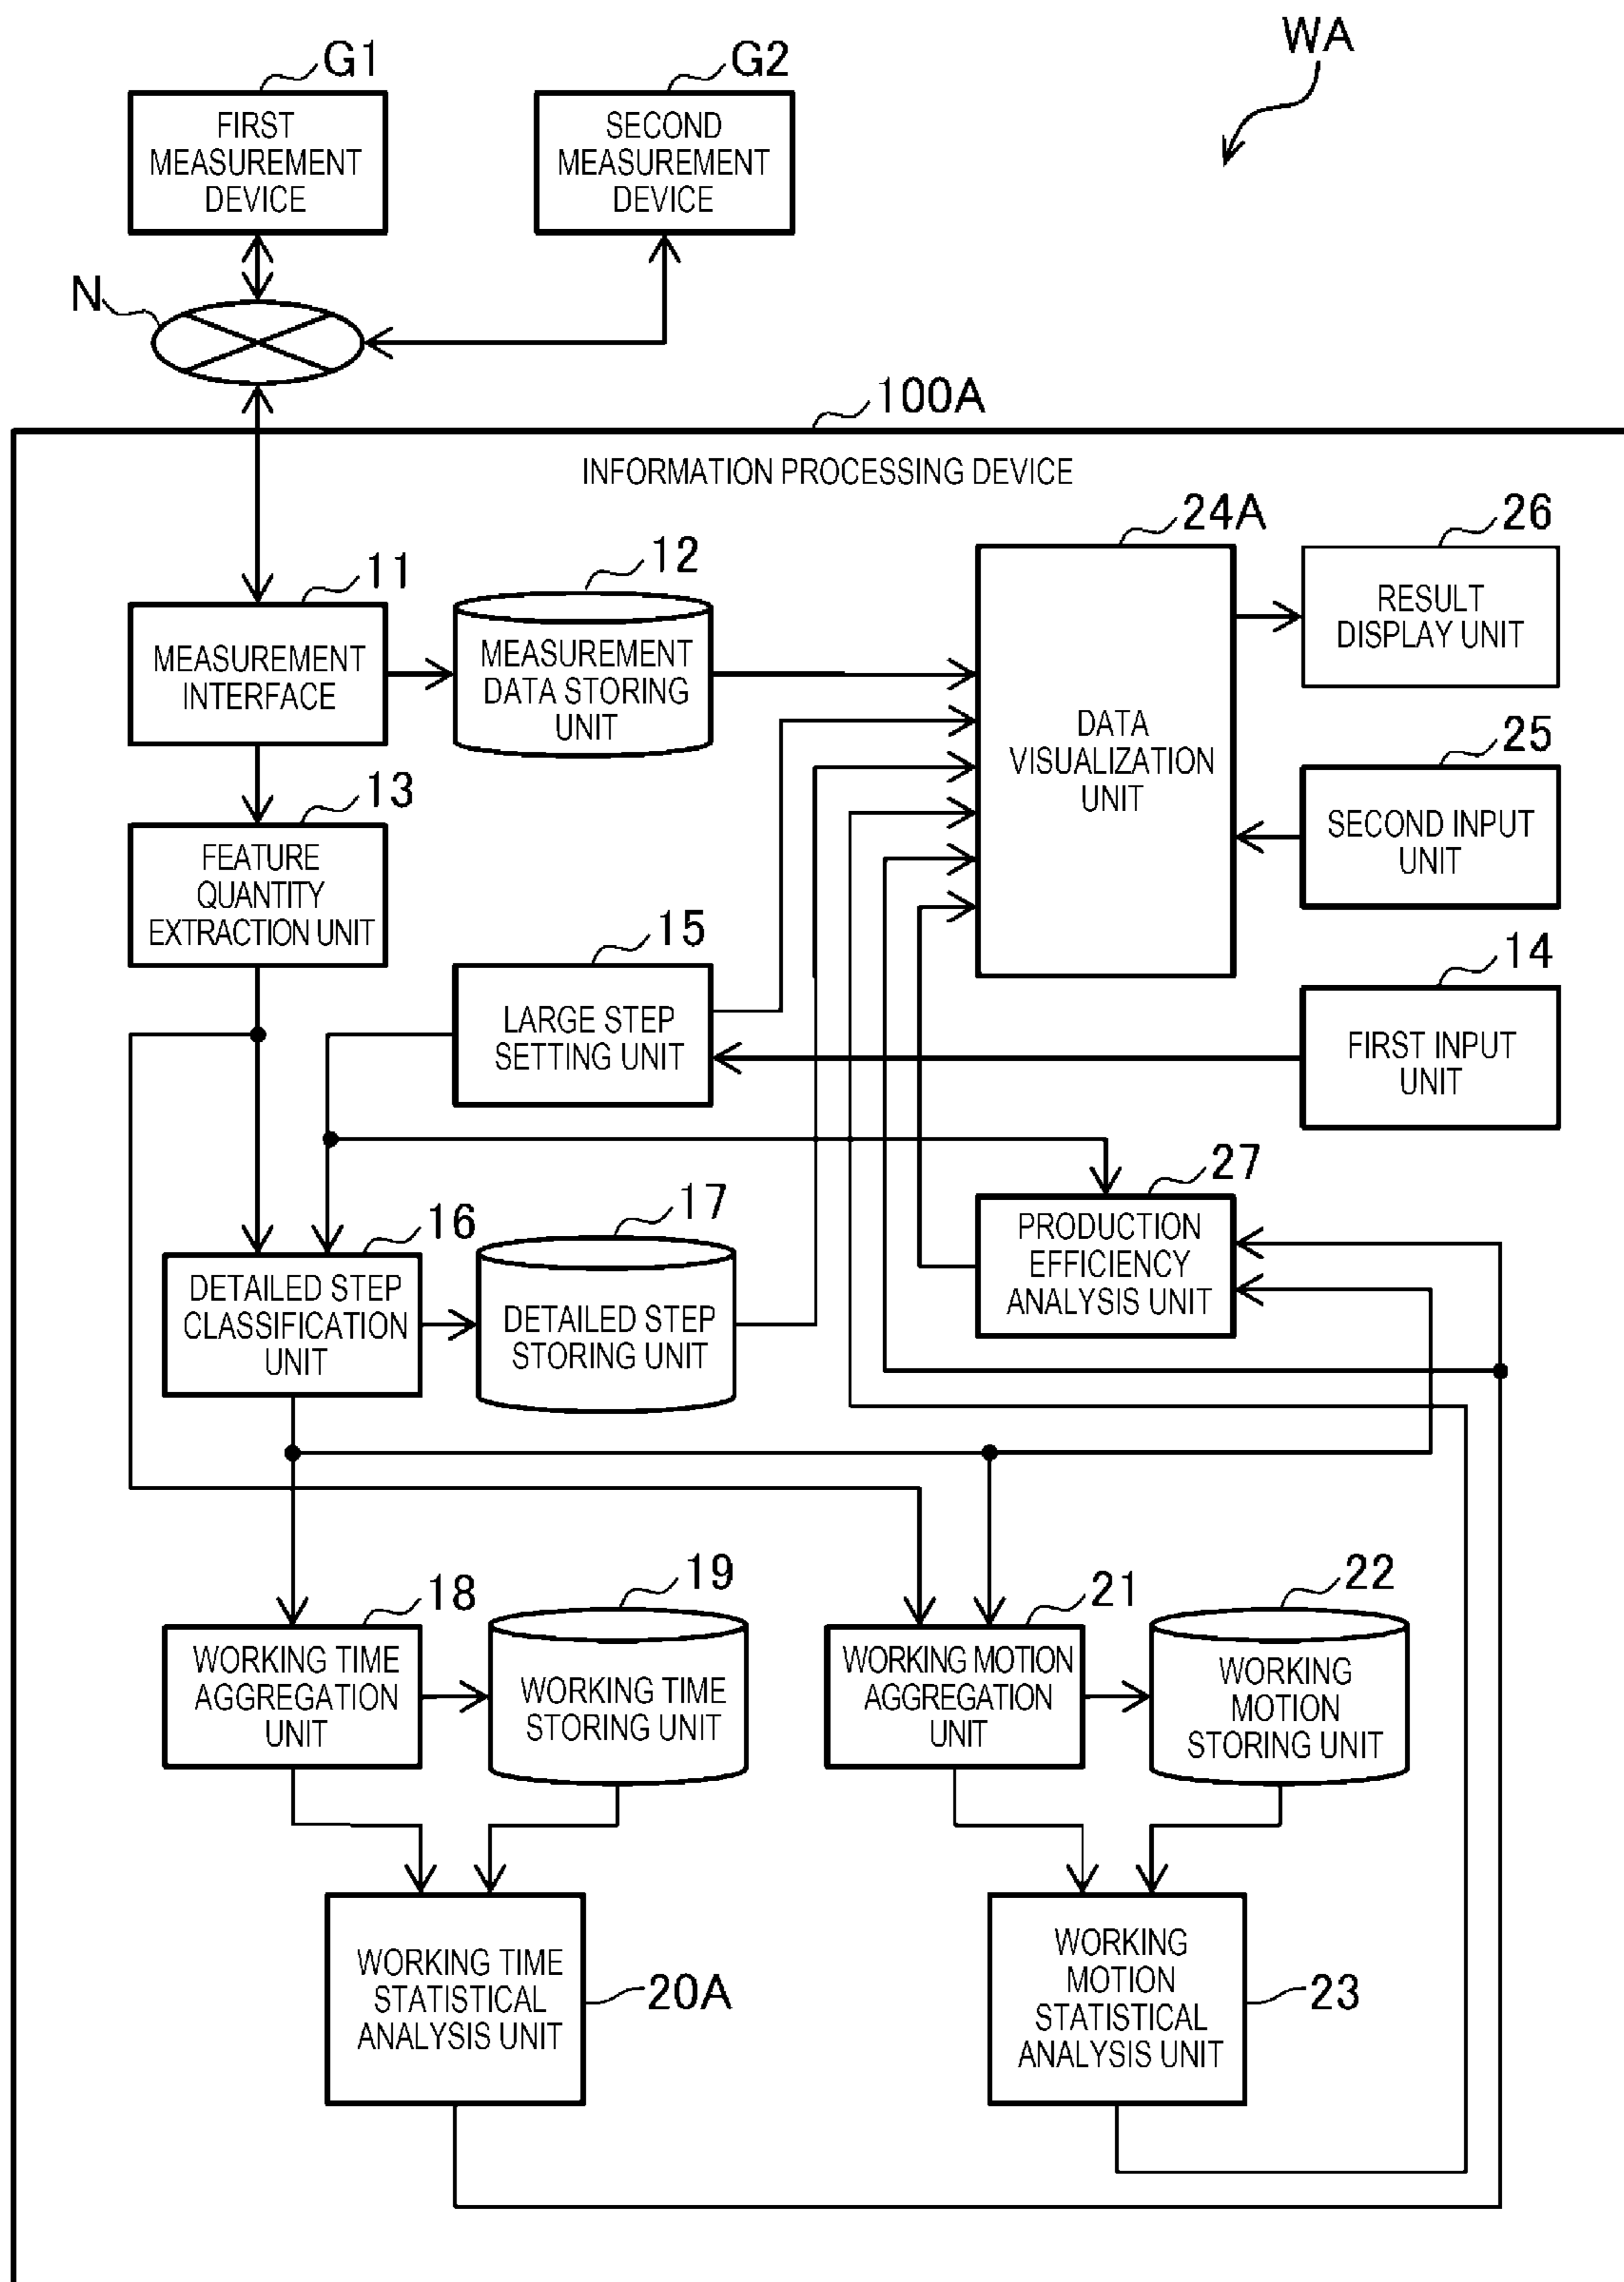 WA
G1
G2
FIRST
MEASUREMENT
DEVICE
SECOND
MEASUREMENT
DEVICE
N
100A
INFORMATION PROCESSING DEVICE
24A
26
11
12
MEASUREMENT
INTERFACE
MEASUREMENT
DATA STORING
UNIT
DATA
VISUALIZATION
UNIT
RESULT
DISPLAY UNIT
25
SECOND INPUT
UNIT
13
FEATURE
QUANTITY
EXTRACTION UNIT
15
LARGE STEP
SETTING UNIT
14
FIRST INPUT
UNIT
27
PRODUCTION
EFFICIENCY
ANALYSIS UNIT
16
17
DETAILED STEP
CLASSIFICATION
UNIT
DETAILED STEP
STORING UNIT
18
19
21
22
WORKING TIME
AGGREGATION
UNIT
WORKING TIME
STORING UNIT
WORKING MOTION
AGGREGATION
UNIT
WORKING
MOTION
STORING UNIT
WORKING TIME
STATISTICAL
ANALYSIS UNIT
20A
WORKING
MOTION
STATISTICAL
ANALYSIS UNIT
23